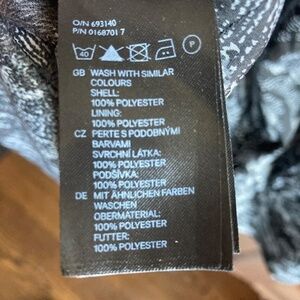 O/N 693140
P/N 0168701 7
40 P
GB WASH WITH SIMILAR
COLOURS
SHELL:
100% POLYESTER
LINING:
100% POLYESTER
CZ PERTE S PODOBNÝMI
BARVAMI
SVRCHNÍ LÁTKA:
100% POLYESTER
PODŠÍVKA:
100% POLYESTER
DE MIT ÄHNLICHEN FARBEN
WASCHEN
OBERMATERIAL:
100% POLYESTER
FUTTER:
100% POLYESTER